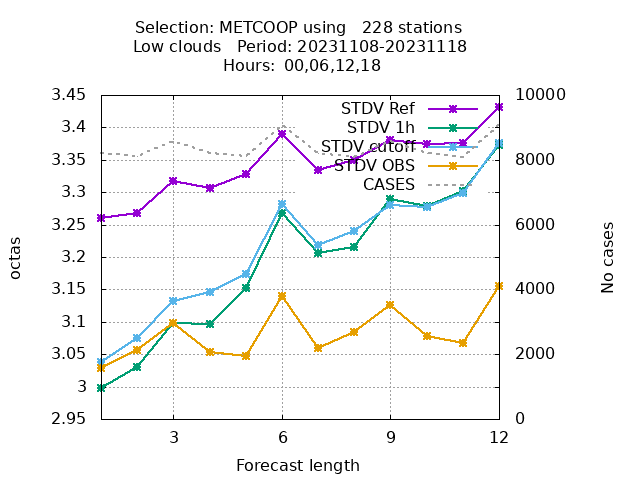 Selection: METCOOP using   228 stations
Low clouds   Period: 20231108-20231118
Hours: 00,06,12,18
3.45
3.4
3.35
3.3
3.25
3.2
3.15
3.1
3.05
3
2.95
10000
8000
6000
4000
2000
0
STDV Ref
STDV 1h
STDV cutoff
STDV OBS
CASES
octas
No cases
3
6
9
12
Forecast length